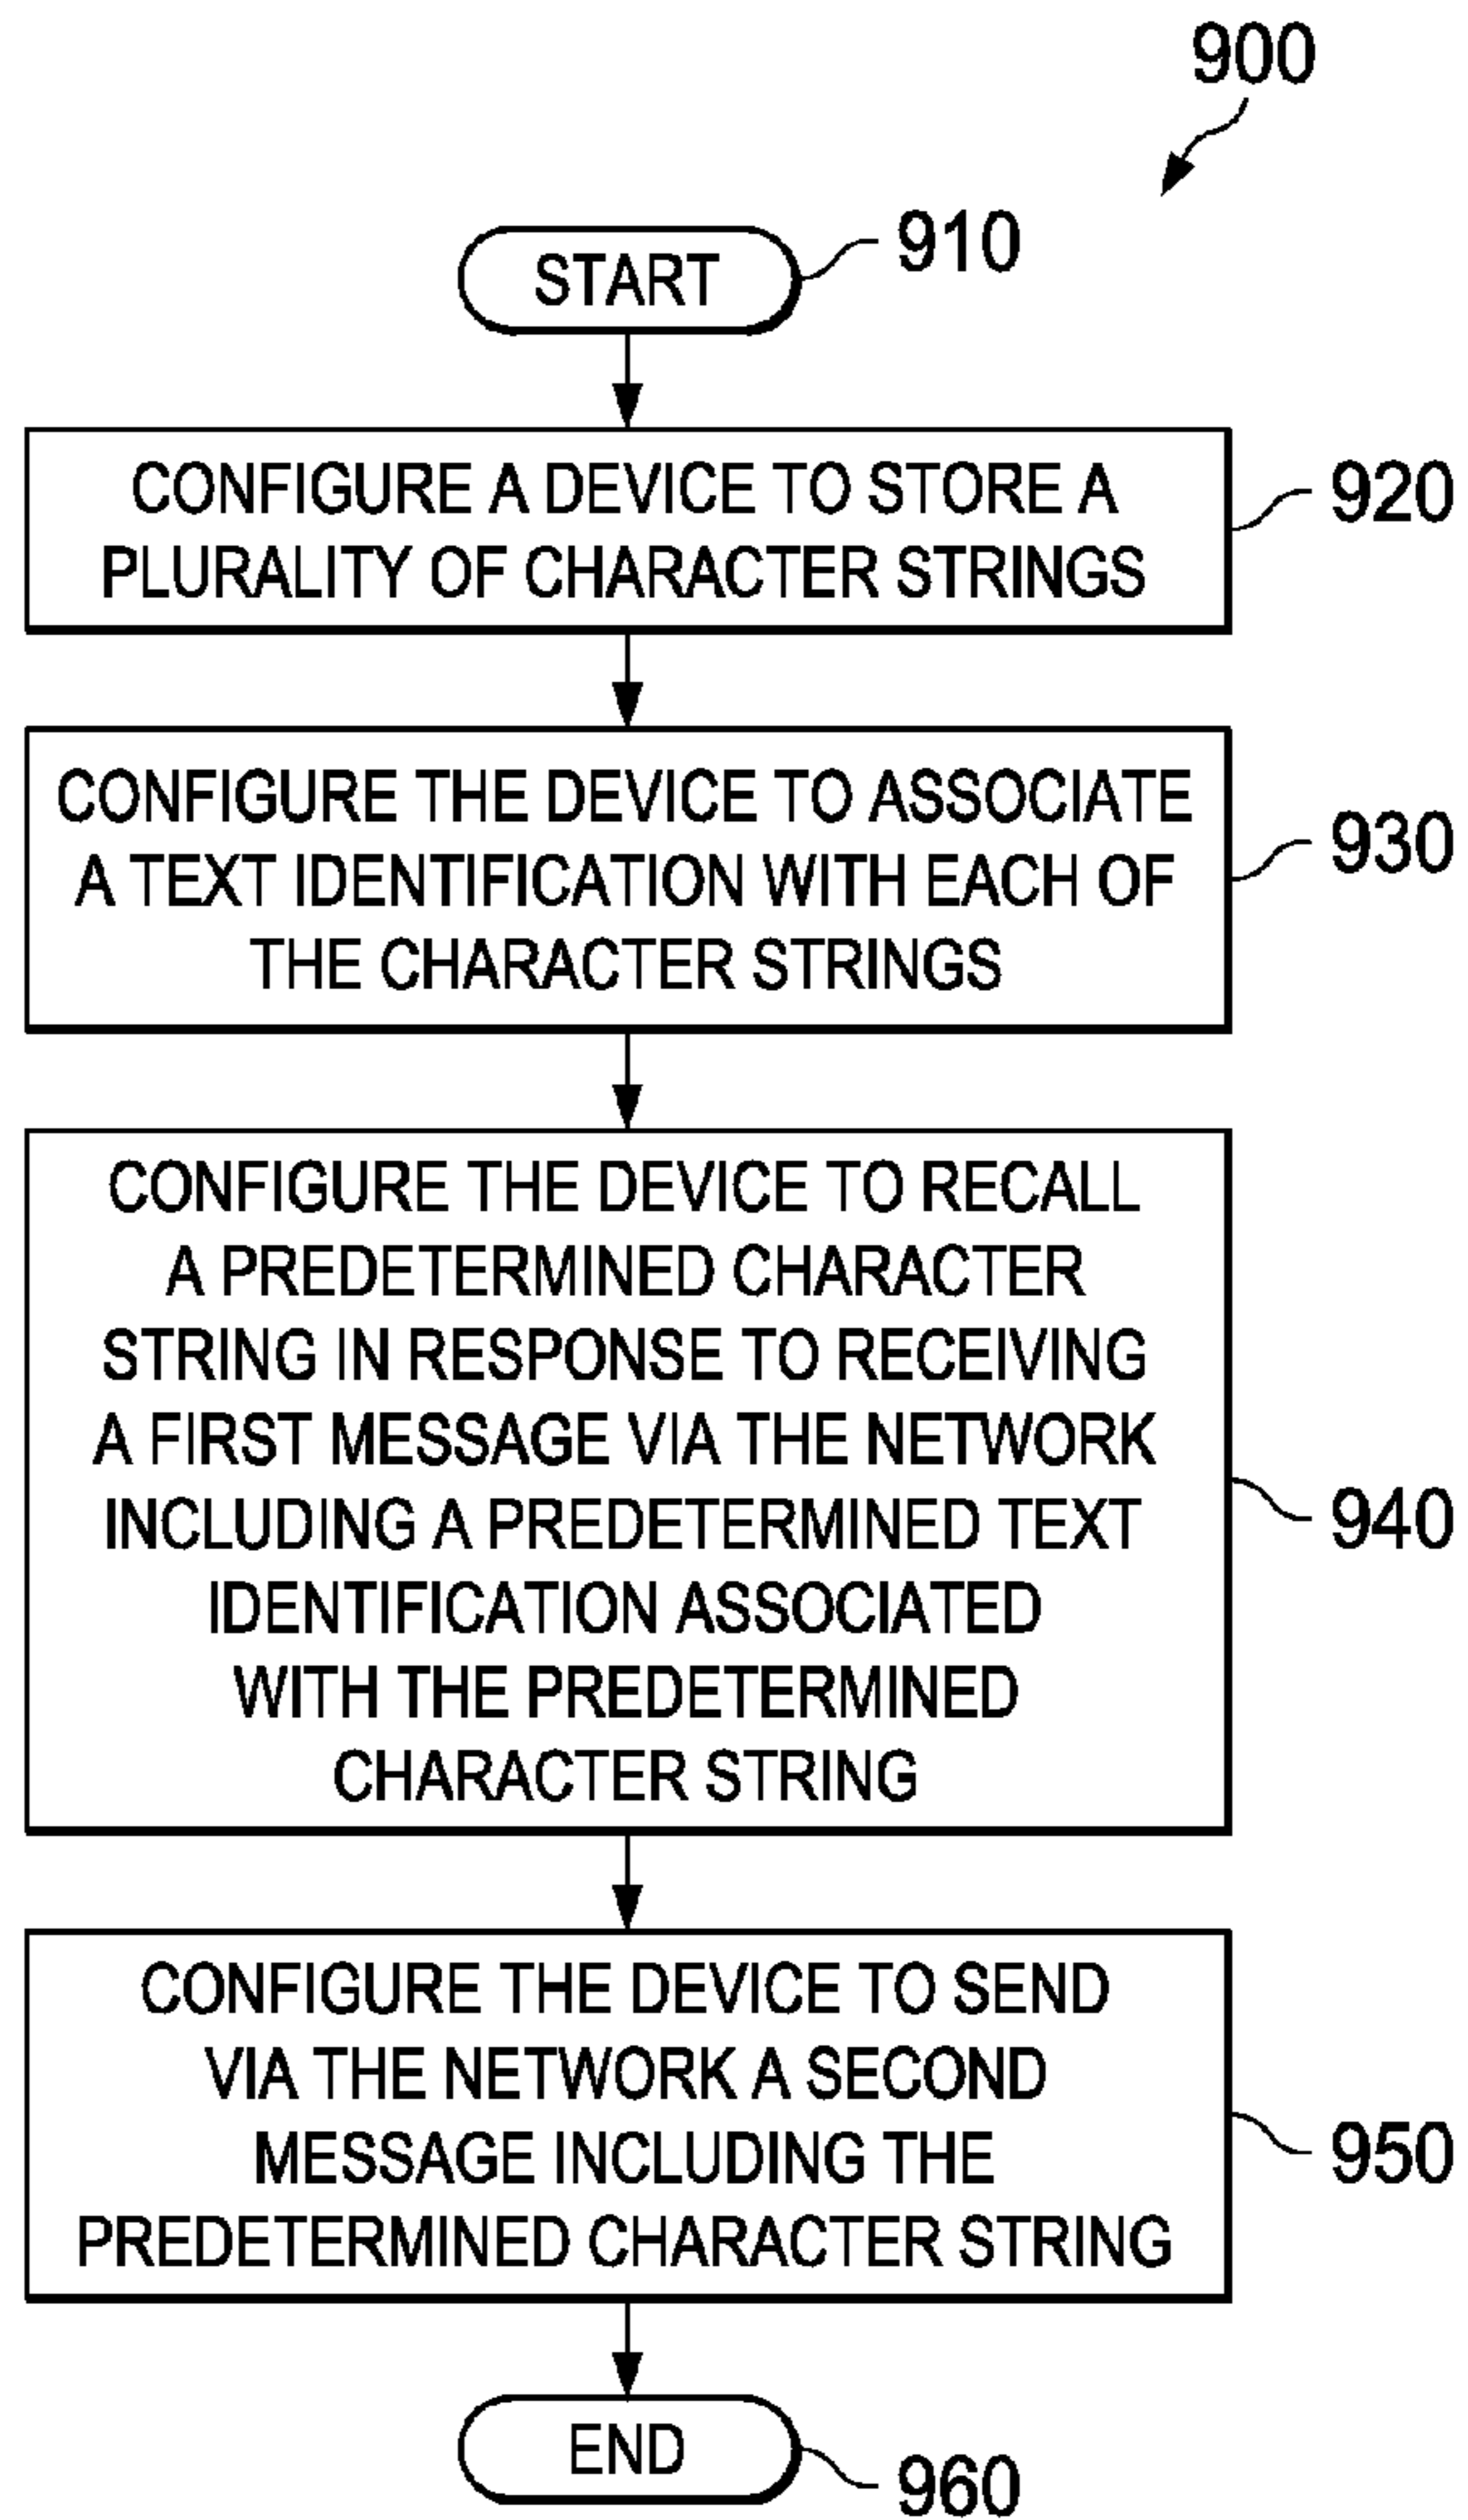 900
START
910
CONFIGURE A DEVICE TO STORE A
PLURALITY OF CHARACTER STRINGS
920
CONFIGURE THE DEVICE TO ASSOCIATE
A TEXT IDENTIFICATION WITH EACH OF
THE CHARACTER STRINGS
930
CONFIGURE THE DEVICE TO RECALL
A PREDETERMINED CHARACTER
STRING IN RESPONSE TO RECEIVING
A FIRST MESSAGE VIA THE NETWORK
INCLUDING A PREDETERMINED TEXT
IDENTIFICATION ASSOCIATED
WITH THE PREDETERMINED
CHARACTER STRING
940
CONFIGURE THE DEVICE TO SEND
VIA THE NETWORK A SECOND
MESSAGE INCLUDING THE
PREDETERMINED CHARACTER STRING
950
END
960